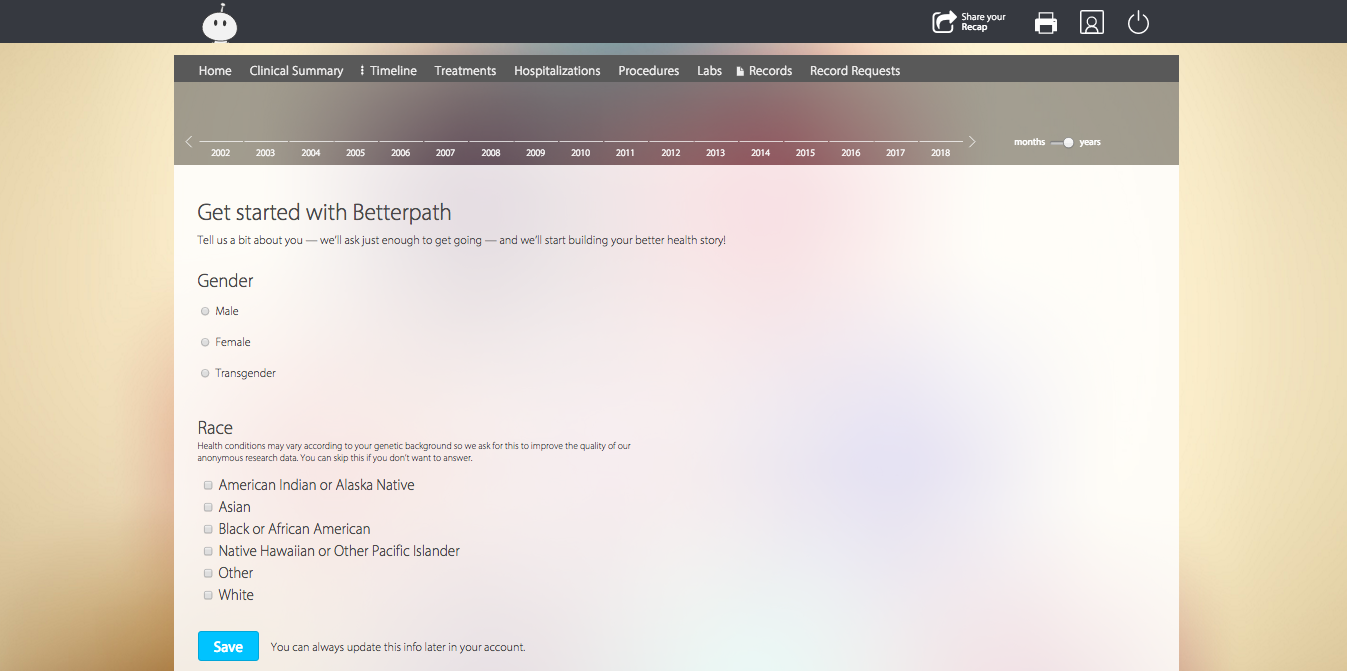 Share your
Recap
Home Clinical Summary Timeline Treatments Hospitalizations Procedures Labs Records Record Requests
2002 2003 2004 2005 2006 2007 2008 2009 2010 2011 2012 2013 2014 2015 2016 2017 2018 months years
Get started with Betterpath
Tell us a bit about you — we'll ask just enough to get going — and we'll start building your better health story!
Gender
Male
Female
Transgender
Race
Health conditions may vary according to your genetic background so we ask for this to improve the quality of our
anonymous research data. You can skip this if you don't want to answer.
American Indian or Alaska Native
Asian
Black or African American
Native Hawaiian or Other Pacific Islander
Other
White
Save You can always update this info later in your account.